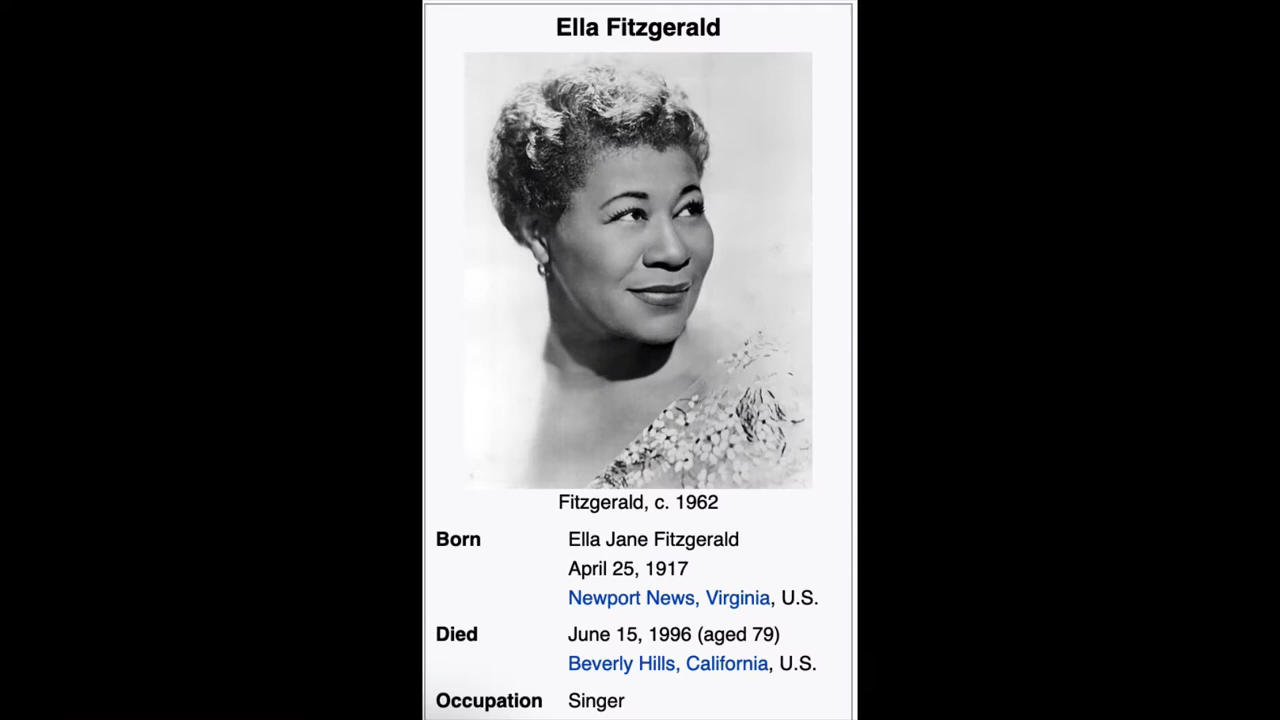 Ella Fitzgerald
Fitzgerald, c. 1962
Born Ella Jane Fitzgerald
April 25, 1917
Newport News, Virginia, U.S.
Died June 15, 1996 (aged 79)
Beverly Hills, California, U.S.
Occupation Singer